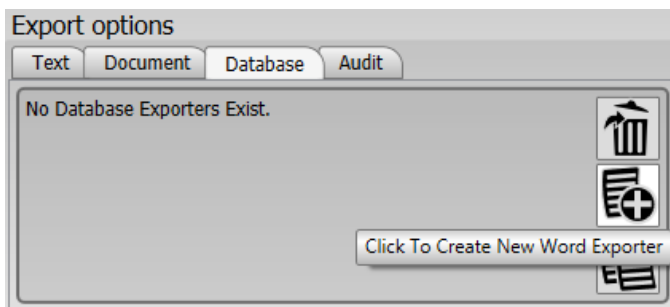 Export options
Text Document Database Audit
No Database Exporters Exist.
Click To Create New Word Exporter